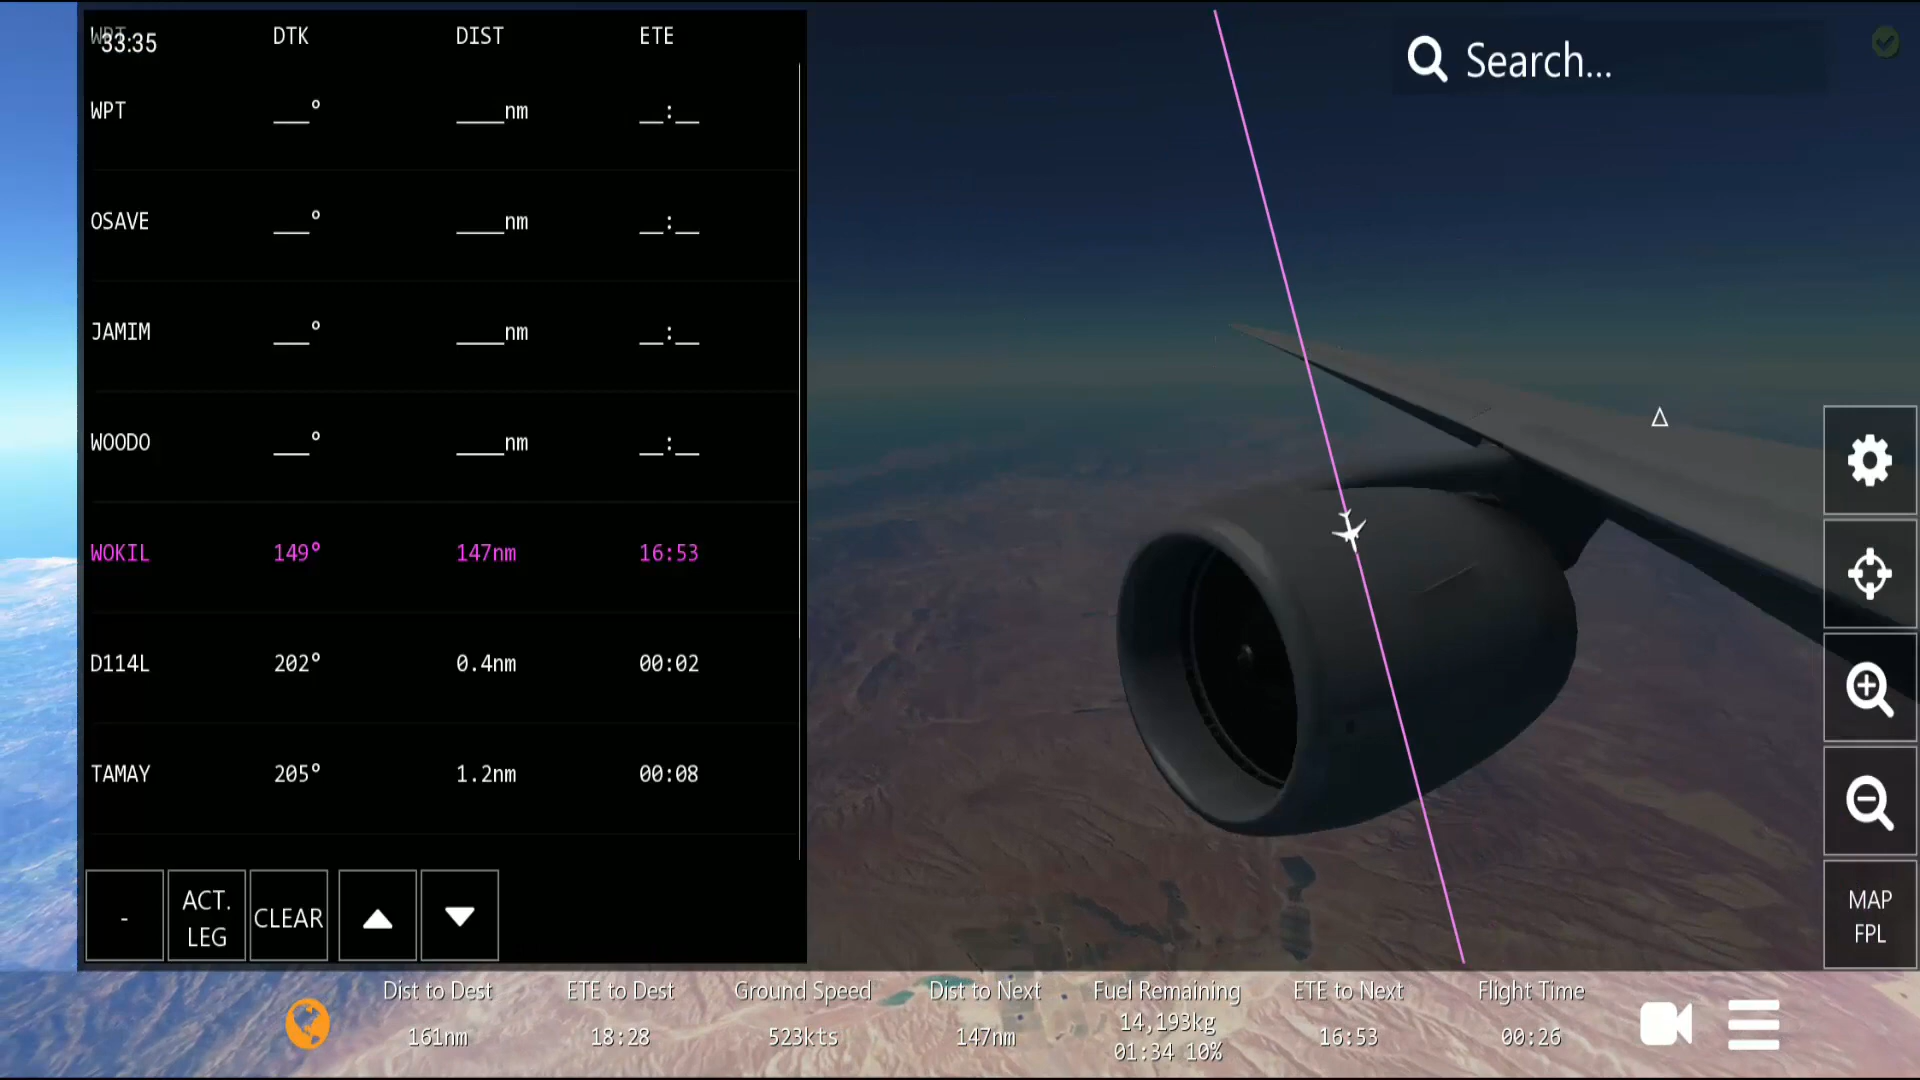 WPT DTK DIST ETE
33:35
WPT ___° ____nm __:__
OSAVE ___° ____nm __:__
JAMIM ___° ____nm __:__
WOODO ___° ____nm __:__
WOKIL 149° 147nm 16:53
D114L 202° 0.4nm 00:02
TAMAY 205° 1.2nm 00:08
-
ACT.
LEG
CLEAR
Search...
MAP
FPL
Dist to Dest
161nm
ETE to Dest
18:28
Ground Speed
523kts
Dist to Next
147nm
Fuel Remaining
14,193kg
01:34 10%
ETE to Next
16:53
Flight Time
00:26